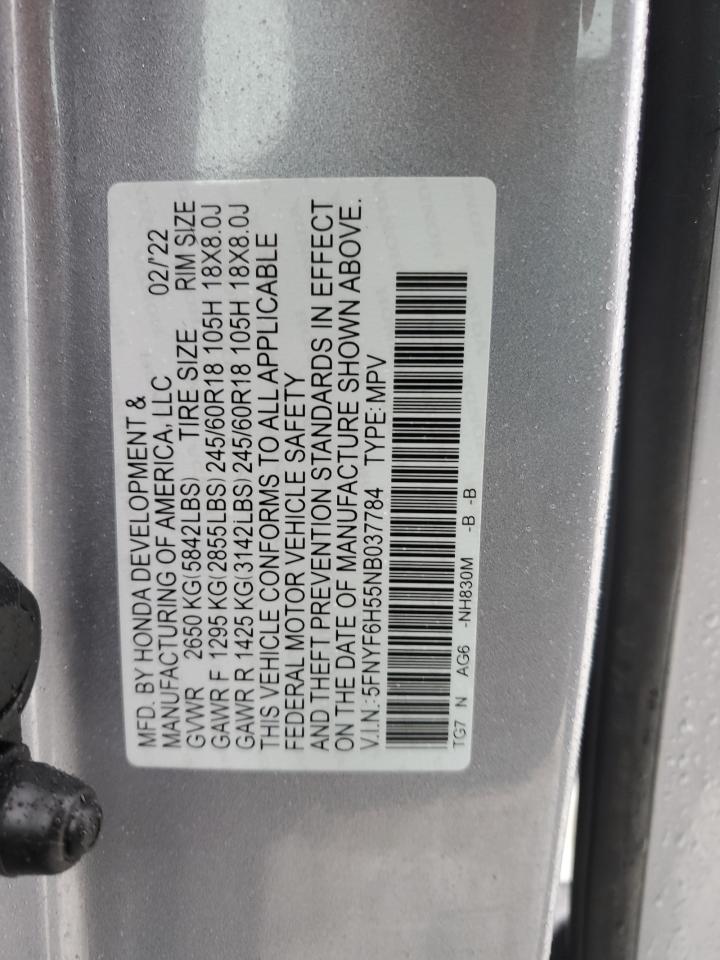 MFD. BY HONDA DEVELOPMENT &
MANUFACTURING OF AMERICA, LLC 02/'22
GVWR 2650 KG(5842LBS) TIRE SIZE RIM SIZE
GAWR F 1295 KG(2855LBS) 245/60R18 105H 18X8.0J
GAWR R 1425 KG(3142LBS) 245/60R18 105H 18X8.0J
THIS VEHICLE CONFORMS TO ALL APPLICABLE
FEDERAL MOTOR VEHICLE SAFETY
AND THEFT PREVENTION STANDARDS IN EFFECT
ON THE DATE OF MANUFACTURE SHOWN ABOVE.
V.I.N.: 5FNYF6H55NB037784 TYPE: MPV
TG7 N AG6 -NH830M -B -B